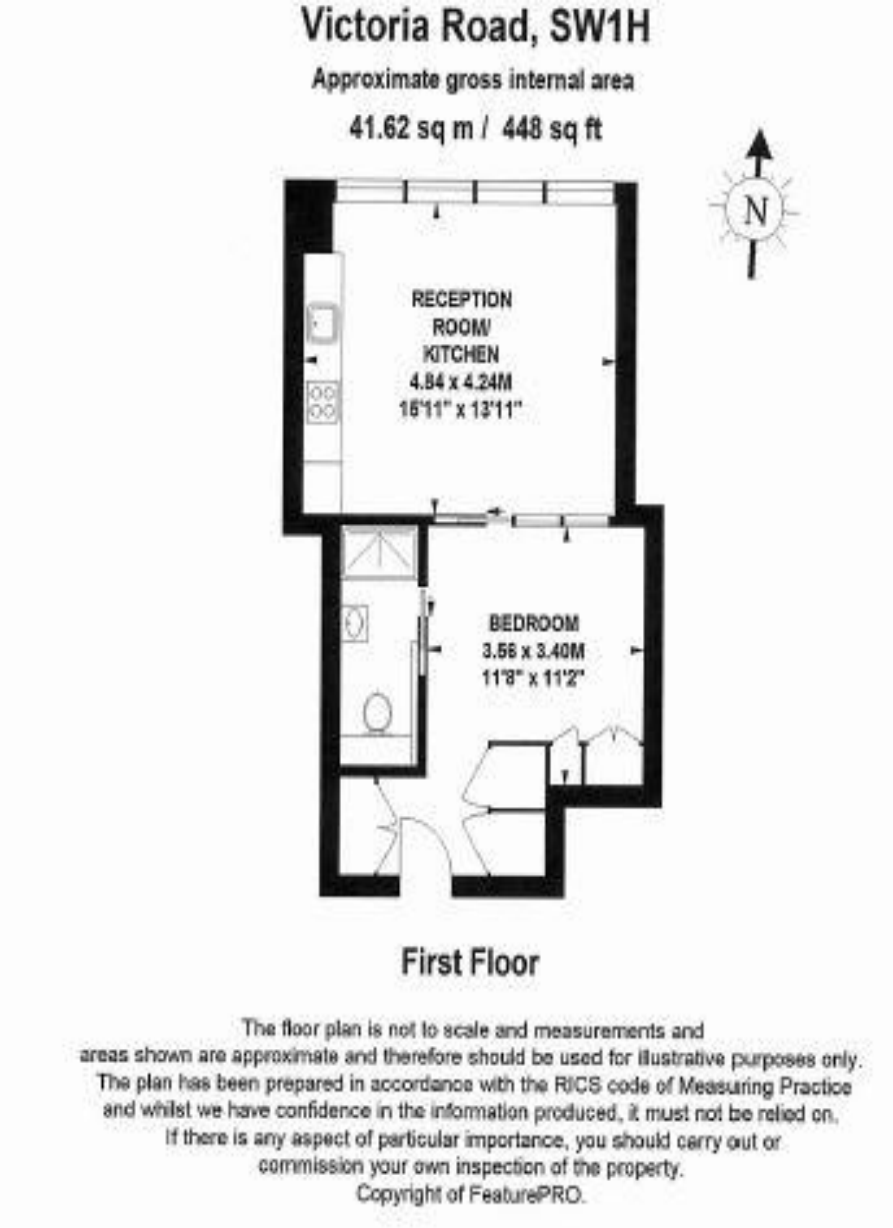 Victoria Road, SW1H
Approximate gross internal area
41.62 sq m / 448 sq ft
N
RECEPTION
ROOM/
KITCHEN
4.84 x 4.24M
15'11" x 13'11"
BEDROOM
3.56 x 3.40M
11'8" x 11'2"
First Floor
The floor plan is not to scale and measurements and
areas shown are approximate and therefore should be used for illustrative purposes only.
The plan has been prepared in accordance with the RICS code of Measuring Practice
and whilst we have confidence in the information produced, it must not be relied on.
If there is any aspect of particular importance, you should carry out or
commission your own inspection of the property.
Copyright of FeaturePRO.